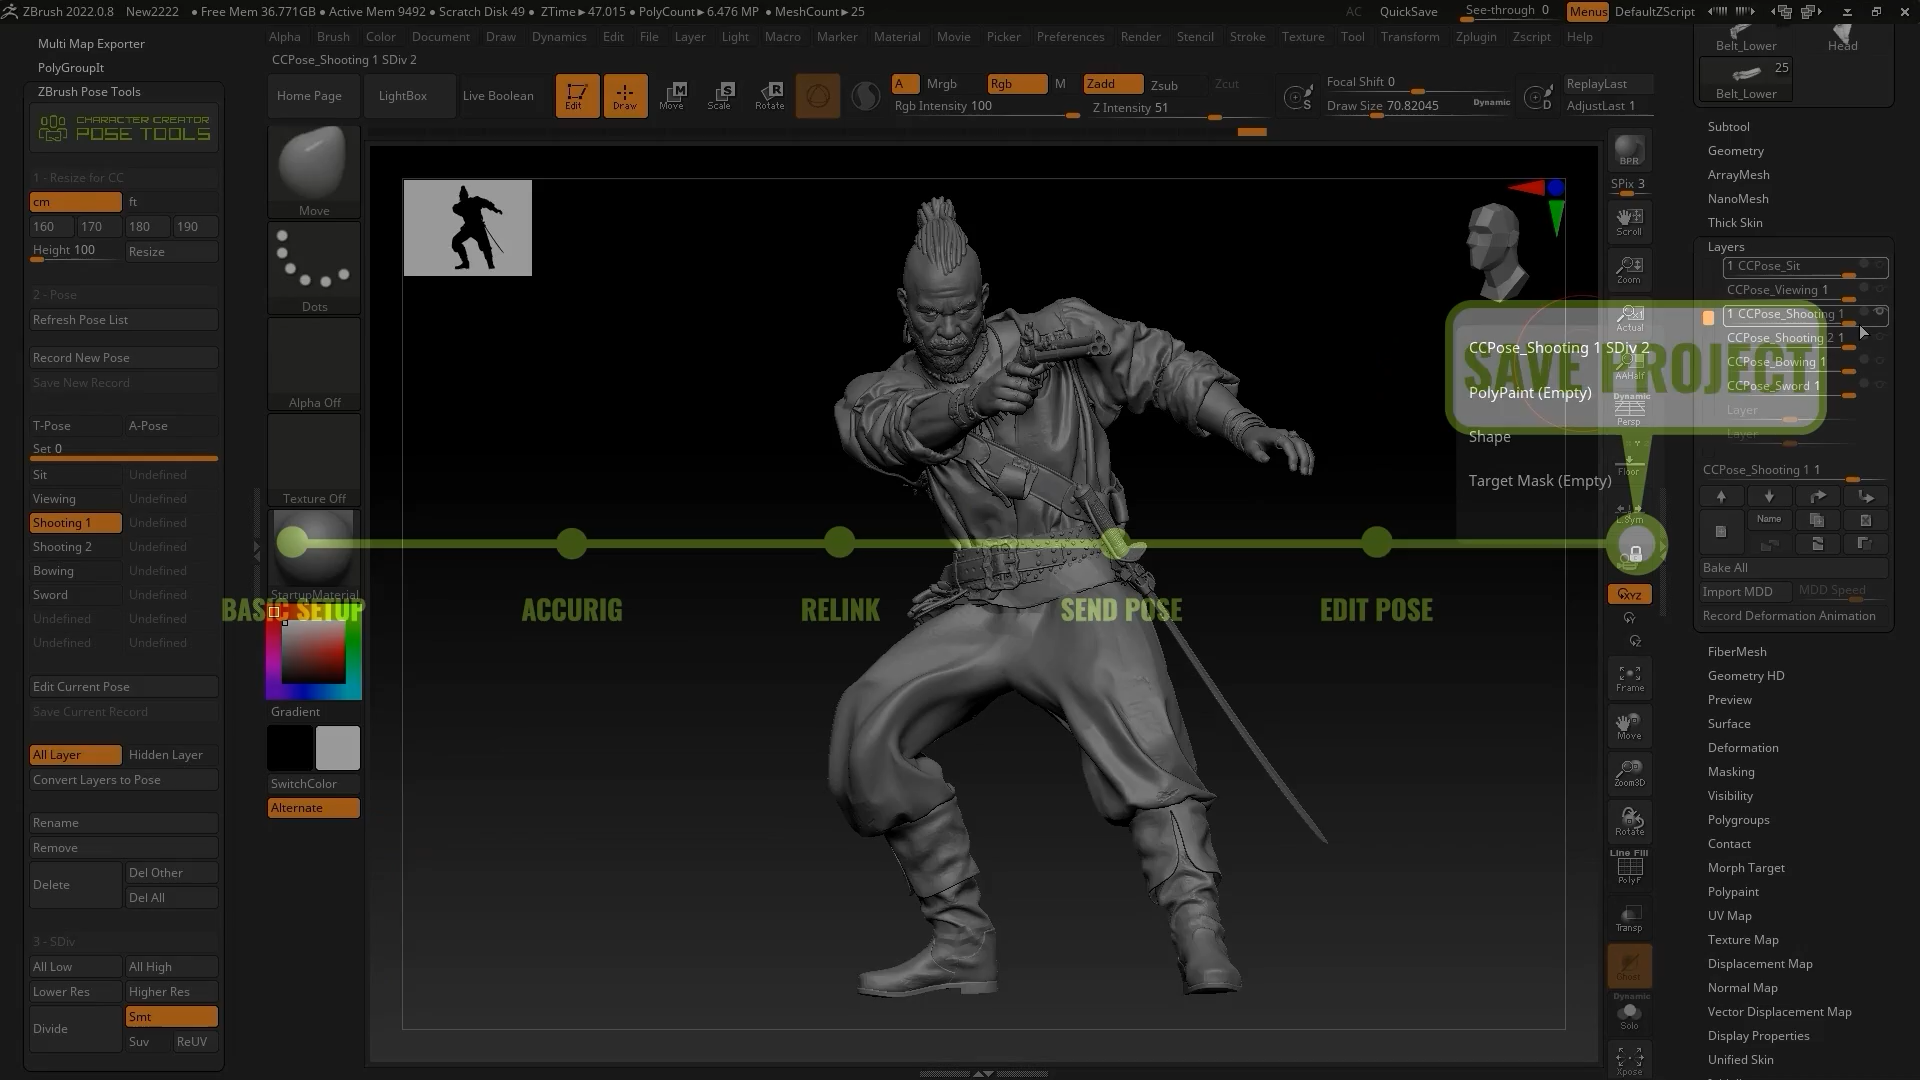 ZBrush 2022.0.8 New2222 ● Free Mem 36.771GB ● Active Mem 9492 ● Scratch Disk 49 ● ZTime►47.015 ● PolyCount►6.476 MP ● MeshCount►25
AC QuickSave See-through 0 Menus DefaultZScript
Alpha Brush Color Document Draw Dynamics Edit File Layer Light Macro Marker Material Movie Picker Preferences Render Stencil Stroke Texture Tool Transform Zplugin Zscript Help
CCPose_Shooting 1 SDiv 2
Home Page LightBox Live Boolean Edit Draw Move Scale Rotate
A Mrgb Rgb M Zadd Zsub Zcut
Rgb Intensity 100 Z Intensity 51
Focal Shift 0
Draw Size 70.82045 Dynamic
ReplayLast
AdjustLast 1
Multi Map Exporter
PolyGroupIt
ZBrush Pose Tools
CHARACTER CREATOR
POSE TOOLS
1 - Resize for CC
cm ft
160 170 180 190
Height 100 Resize
2 - Pose
Refresh Pose List
Record New Pose
Save New Record
T-Pose A-Pose
Set 0
Sit Undefined
Viewing Undefined
Shooting 1 Undefined
Shooting 2 Undefined
Bowing Undefined
Sword Undefined
Undefined Undefined
Undefined Undefined
Edit Current Pose
Save Current Record
All Layer Hidden Layer
Convert Layers to Pose
Rename
Remove
Delete Del Other
Del All
3 - SDiv
All Low All High
Lower Res Higher Res
Divide Smt
Suv ReUV
Move
Dots
Alpha Off
Texture Off
StartupMaterial
Gradient
SwitchColor
Alternate
BASIC SETUP
ACCURIG
RELINK
SEND POSE
EDIT POSE
SAVE PROJECT
CCPose_Shooting 1 SDiv 2
PolyPaint (Empty)
Shape
Target Mask (Empty)
BPR
SPix 3
Scroll
Zoom
Actual
AAHalf
Dynamic
Persp
Floor
L.Sym
XYZ
Y
Z
Frame
Move
Zoom3D
Rotate
Line Fill
PolyF
Transp
Ghost
Dynamic
Solo
Xpose
Belt_Lower Head
25
Belt_Lower
Subtool
Geometry
ArrayMesh
NanoMesh
Thick Skin
Layers
1 CCPose_Sit
CCPose_Viewing 1
1 CCPose_Shooting 1
CCPose_Shooting 2 1
CCPose_Bowing 1
CCPose_Sword 1
Layer
Layer
CCPose_Shooting 1 1
Name
Bake All
Import MDD MDD Speed
Record Deformation Animation
FiberMesh
Geometry HD
Preview
Surface
Deformation
Masking
Visibility
Polygroups
Contact
Morph Target
Polypaint
UV Map
Texture Map
Displacement Map
Normal Map
Vector Displacement Map
Display Properties
Unified Skin